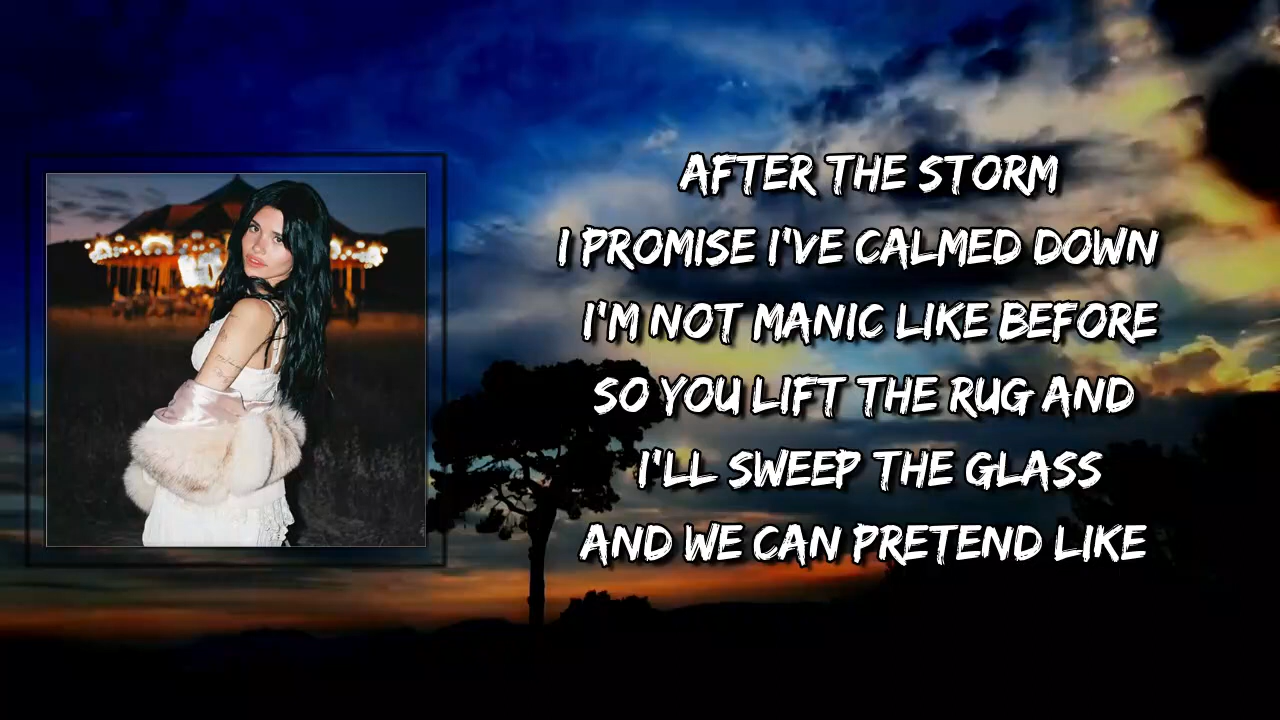 AFTER THE STORM
I PROMISE I'VE CALMED DOWN
I'M NOT MANIC LIKE BEFORE
SO YOU LIFT THE RUG AND
I'LL SWEEP THE GLASS
AND WE CAN PRETEND LIKE